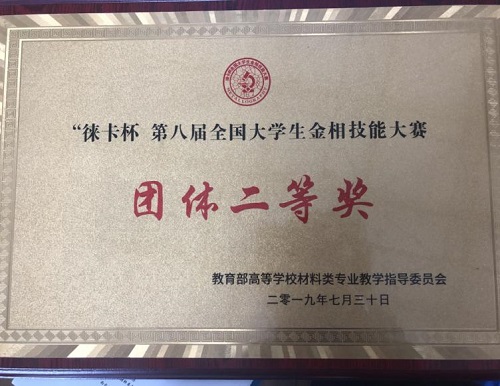 “徕卡杯 第八届全国大学生金相技能大赛
团体二等奖
教育部高等学校材料类专业教学指导委员会
二零一九年七月三十日